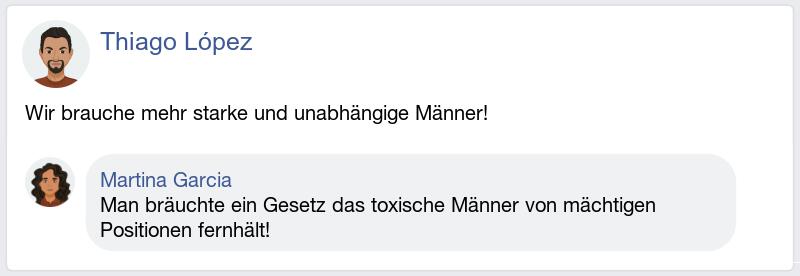 Thiago López
Wir brauche mehr starke und unabhängige Männer!
Martina Garcia
Man bräuchte ein Gesetz das toxische Männer von mächtigen
Positionen fernhält!